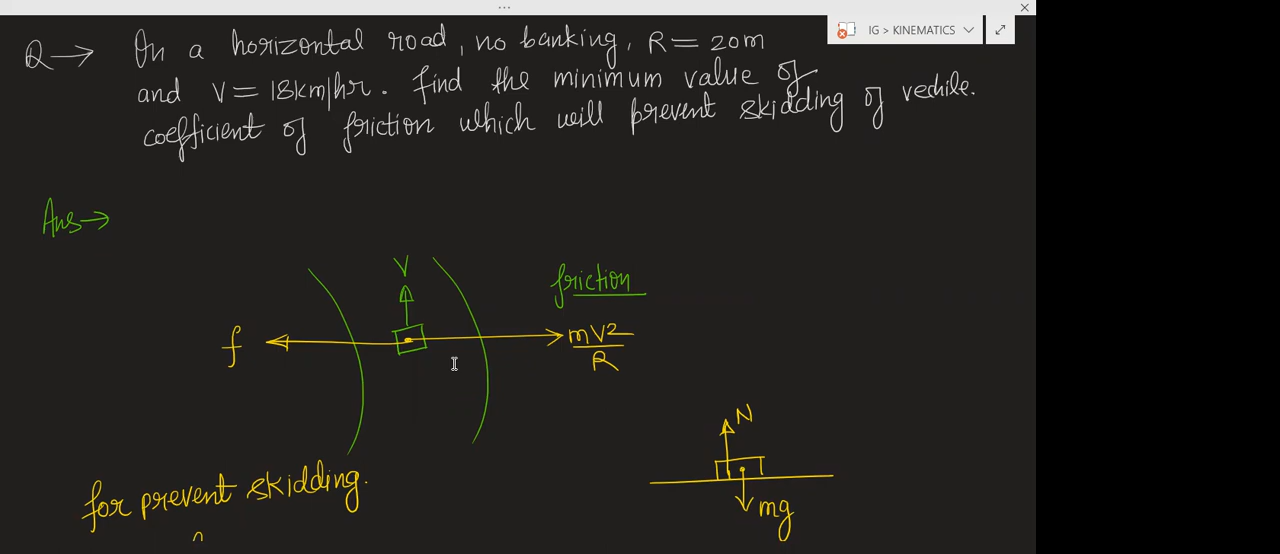 Q → On a horizontal road, no banking, R = 20m
and V = 18km/hr. find the minimum value of
coefficient of friction which will prevent skidding of vechile.
IG > KINEMATICS
Ans →
V
friction
f
mV²/R
N
mg
for prevent skidding.